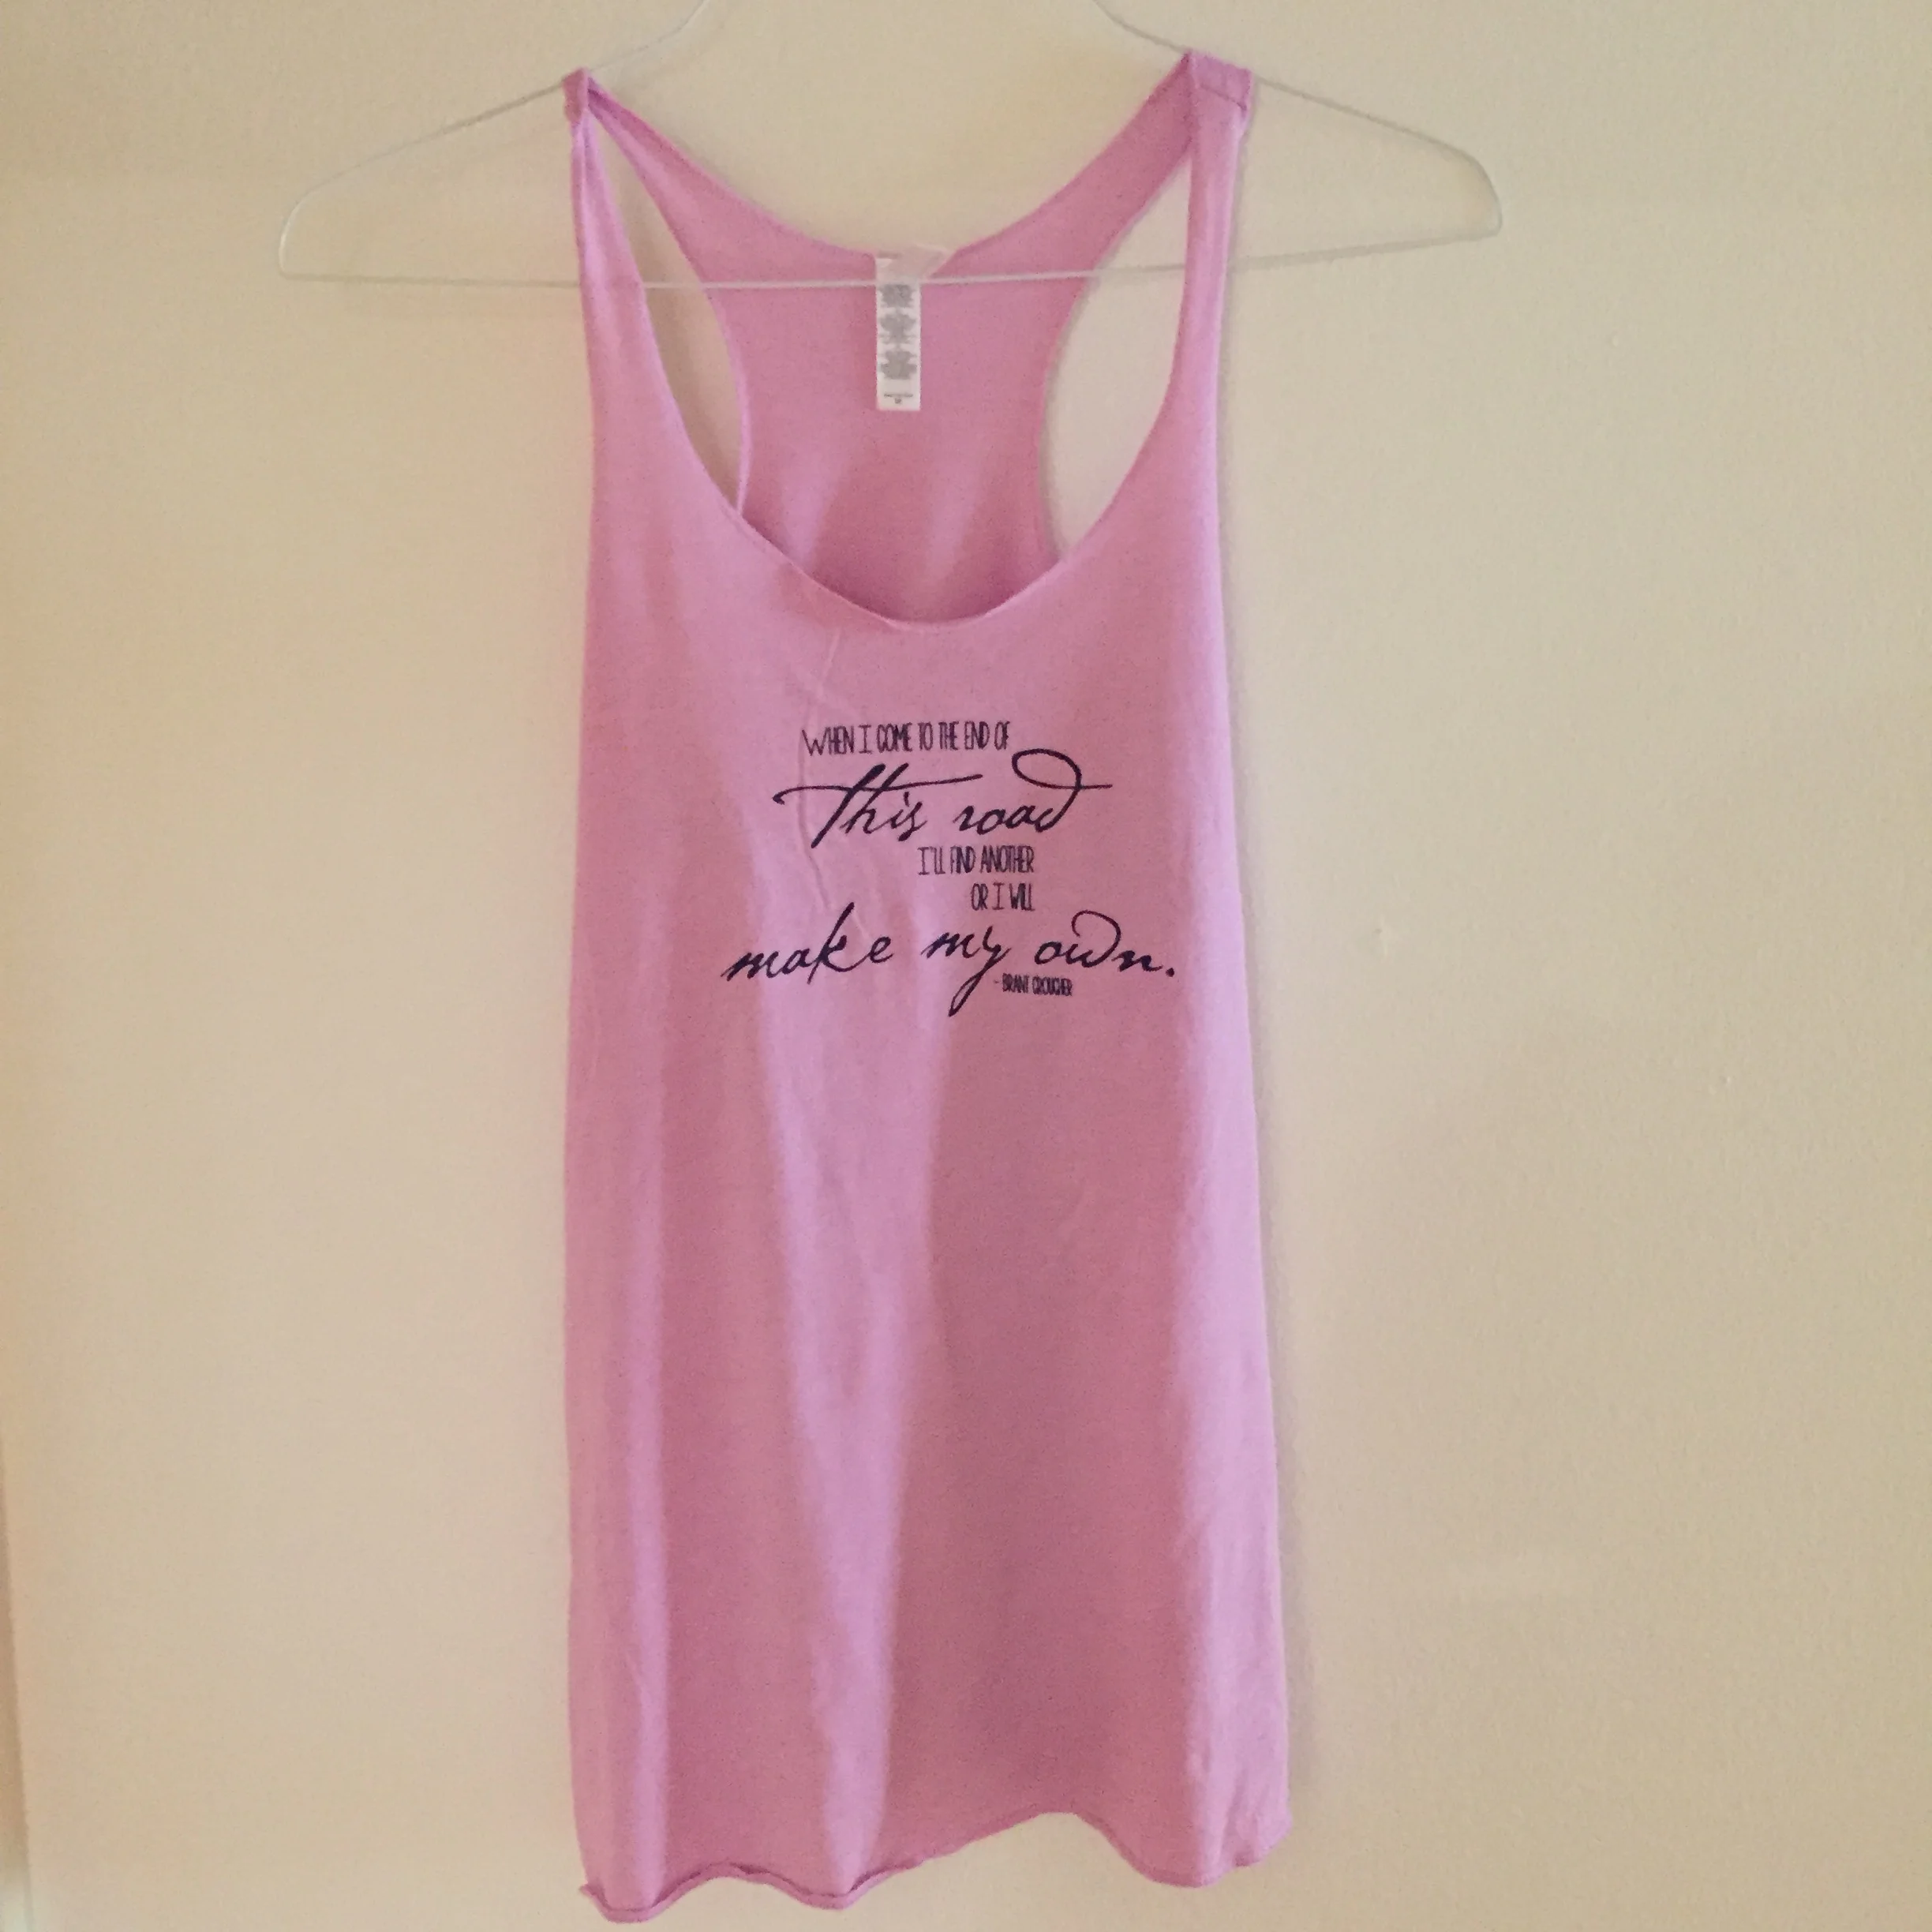 WHEN I COME TO THE END OF
This road
I'LL FIND ANOTHER
OR I WILL
make my own.
- BRANT CROUCHER